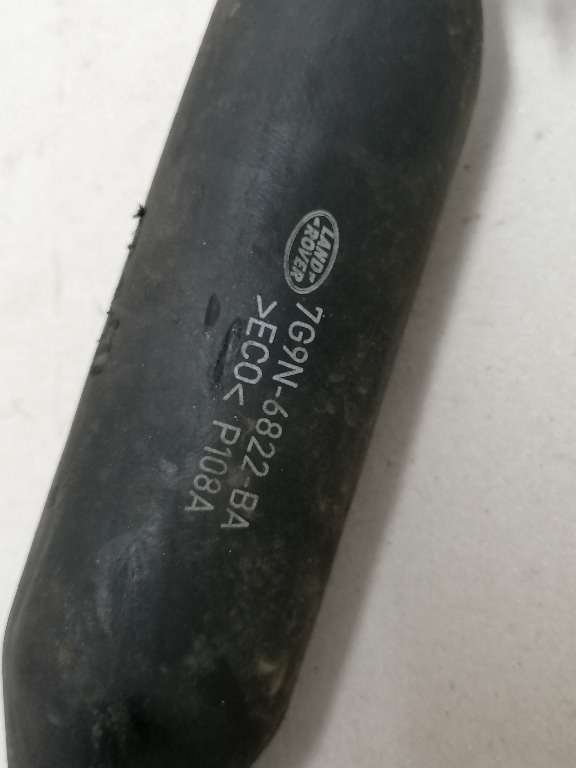 LAND
-ROVER
7G9N-6822-BA
>ECO< P108A